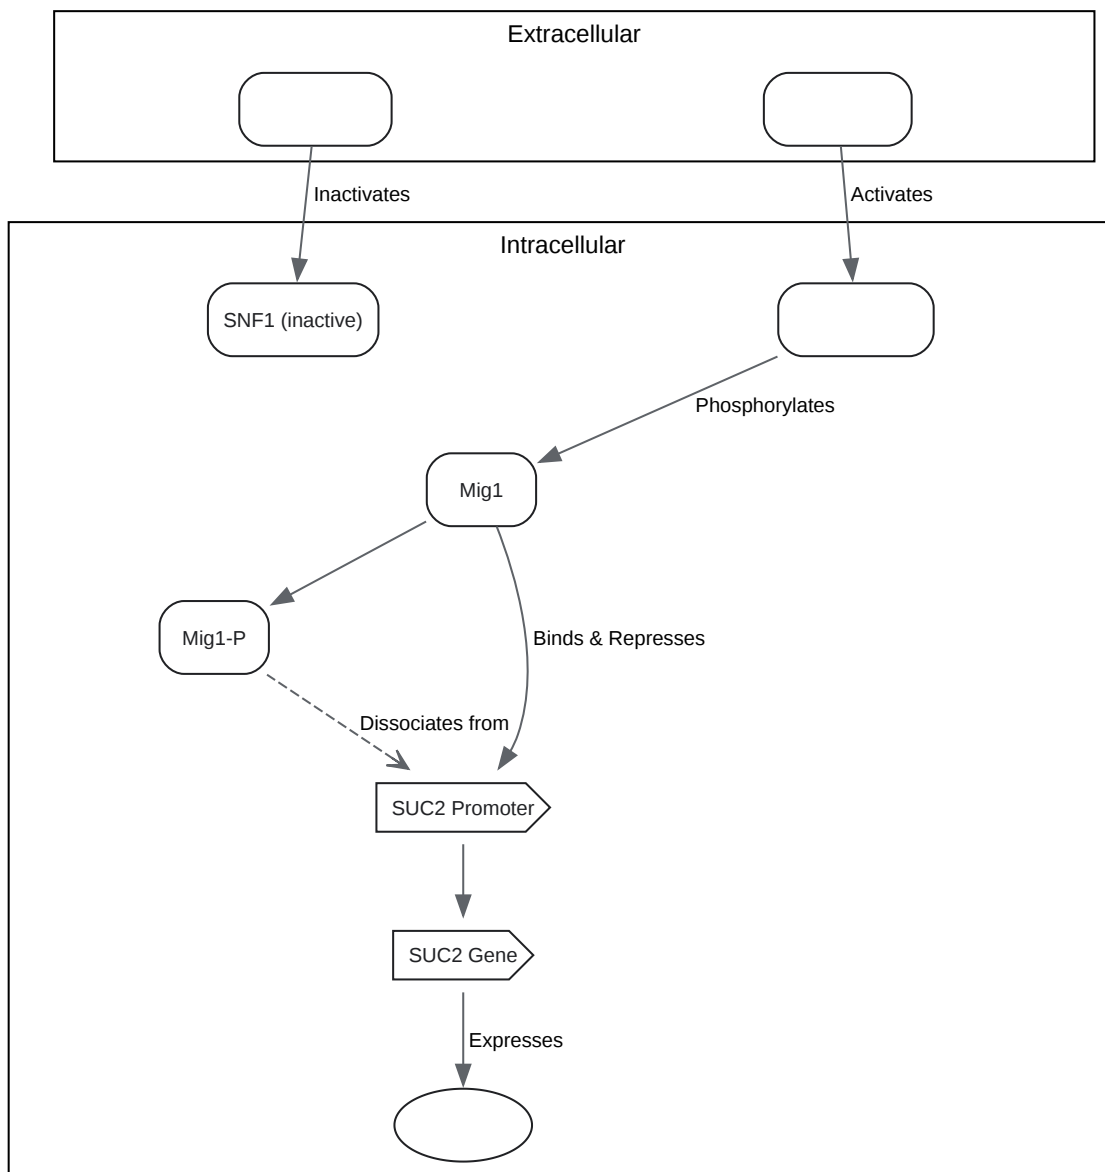 Extracellular
Inactivates
Activates
Intracellular
SNF1 (inactive)
Phosphorylates
Mig1
Mig1-P
Binds & Represses
Dissociates from
SUC2 Promoter
SUC2 Gene
Expresses